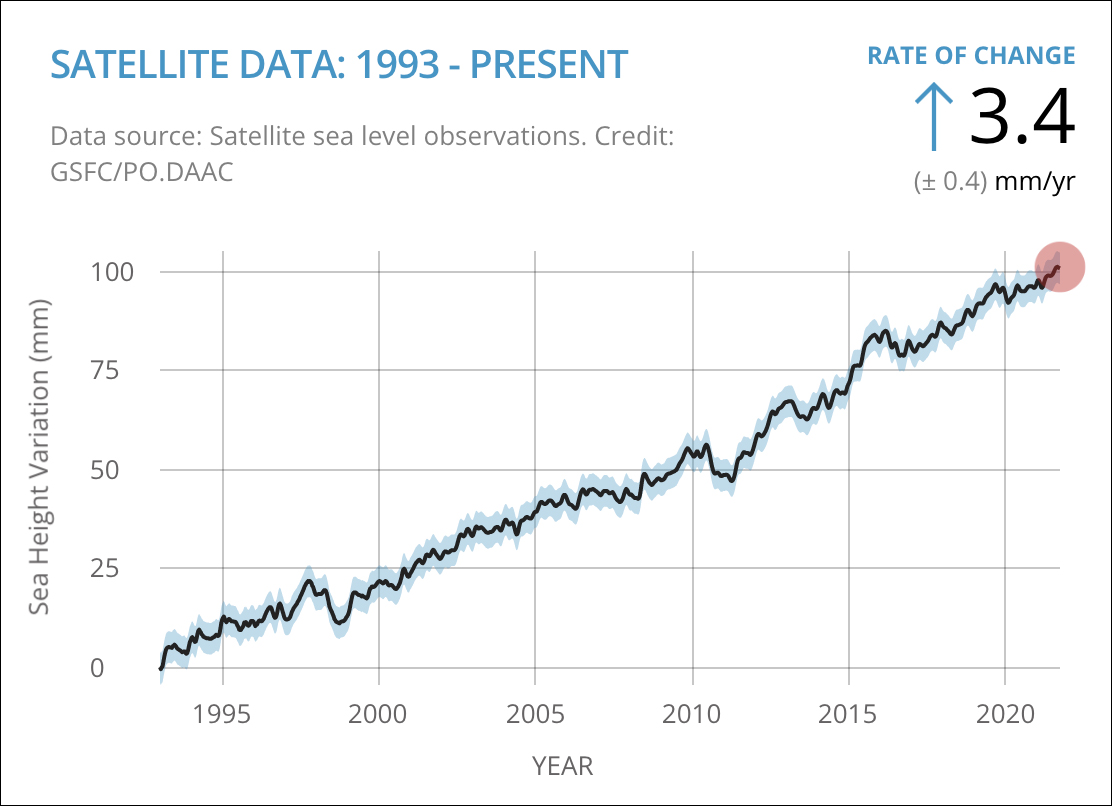 SATELLITE DATA: 1993 - PRESENT
Data source: Satellite sea level observations. Credit:
GSFC/PO.DAAC
RATE OF CHANGE
↑ 3.4
(± 0.4) mm/yr
Sea Height Variation (mm)
100
75
50
25
0
1995 2000 2005 2010 2015 2020
YEAR